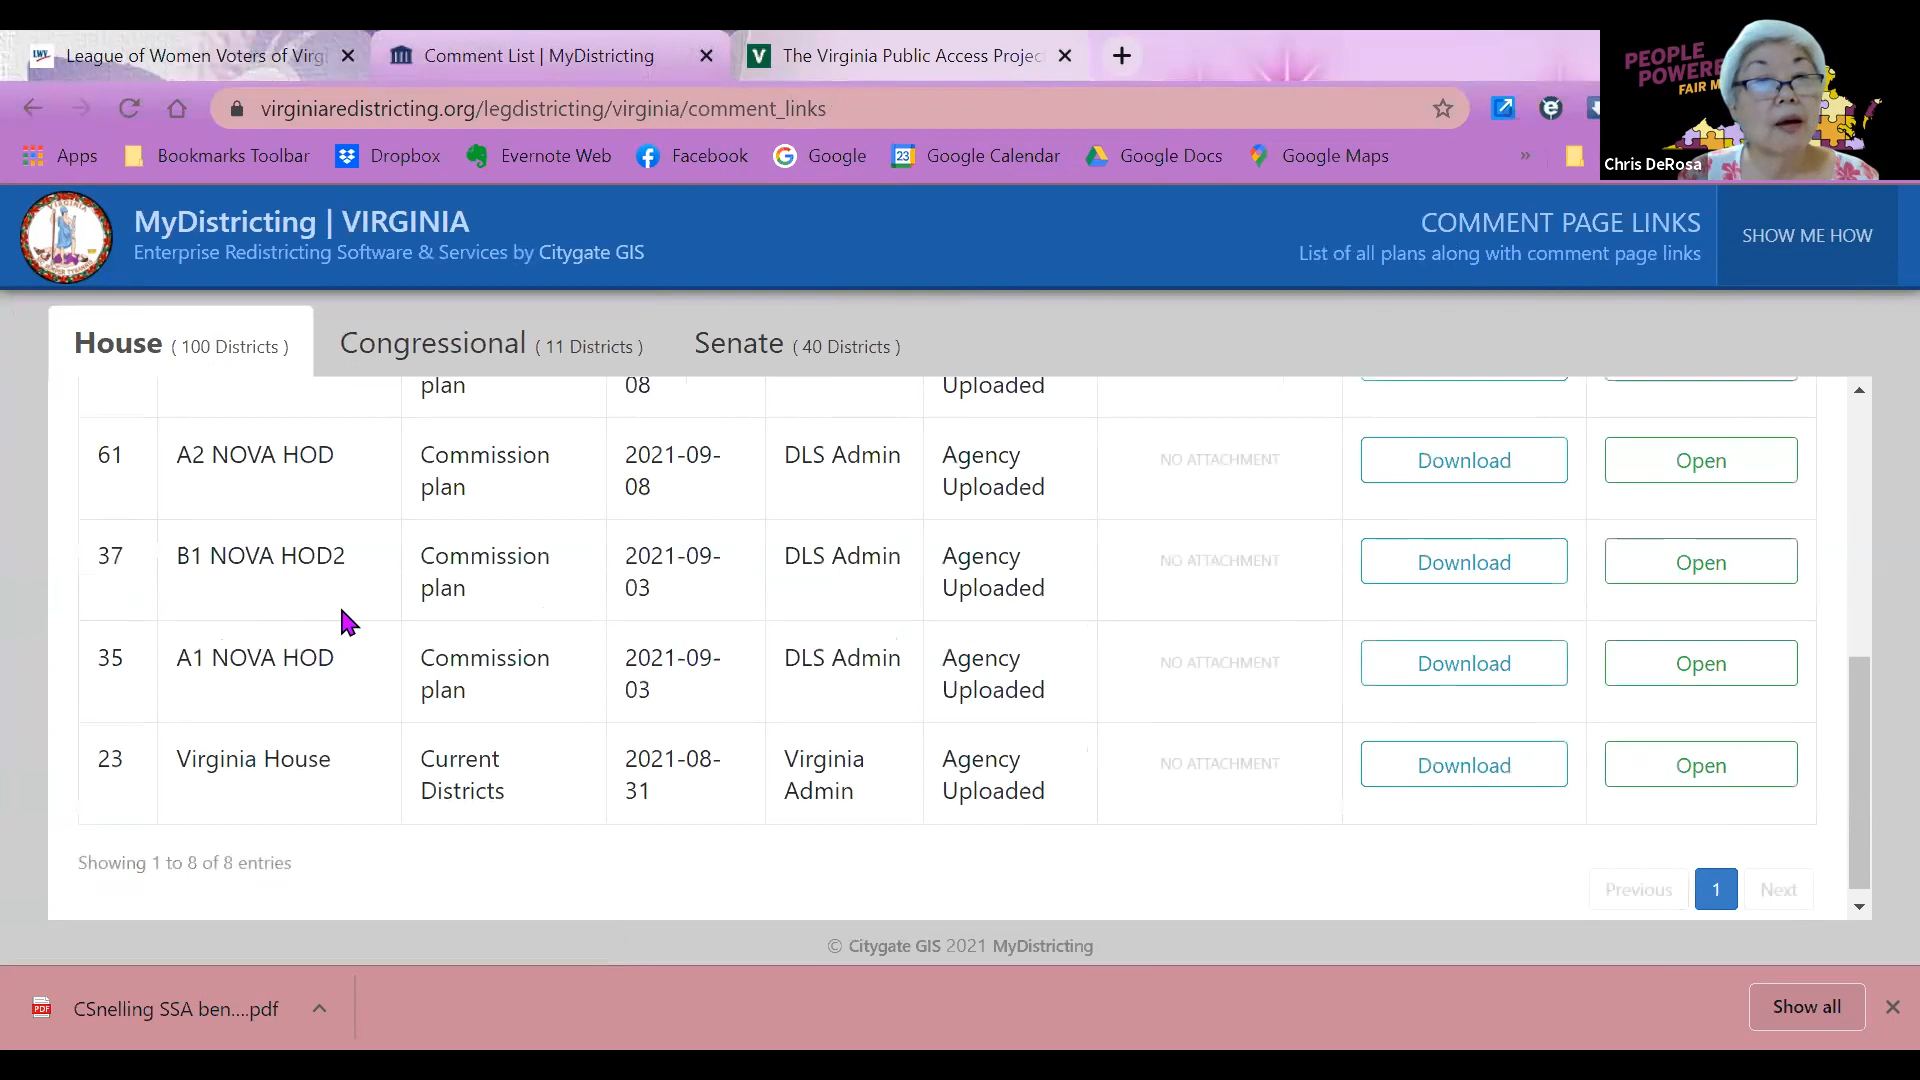 League of Women Voters of Virg
Comment List | MyDistricting
The Virginia Public Access Projec
virginiaredistricting.org/legdistricting/virginia/comment_links
Apps
Bookmarks Toolbar
Dropbox
Evernote Web
Facebook
Google
Google Calendar
Google Docs
Google Maps
»
PEOPLE
POWERE
FAIR M
Chris DeRosa
MyDistricting | VIRGINIA
Enterprise Redistricting Software & Services by Citygate GIS
COMMENT PAGE LINKS
List of all plans along with comment page links
SHOW ME HOW
House ( 100 Districts )
Congressional ( 11 Districts )
Senate ( 40 Districts )
plan
08
Uploaded
61
A2 NOVA HOD
Commission
plan
2021-09-
08
DLS Admin
Agency
Uploaded
NO ATTACHMENT
Download
Open
37
B1 NOVA HOD2
Commission
plan
2021-09-
03
DLS Admin
Agency
Uploaded
NO ATTACHMENT
Download
Open
35
A1 NOVA HOD
Commission
plan
2021-09-
03
DLS Admin
Agency
Uploaded
NO ATTACHMENT
Download
Open
23
Virginia House
Current
Districts
2021-08-
31
Virginia
Admin
Agency
Uploaded
NO ATTACHMENT
Download
Open
Showing 1 to 8 of 8 entries
Previous
1
Next
© Citygate GIS 2021 MyDistricting
CSnelling SSA ben....pdf
Show all